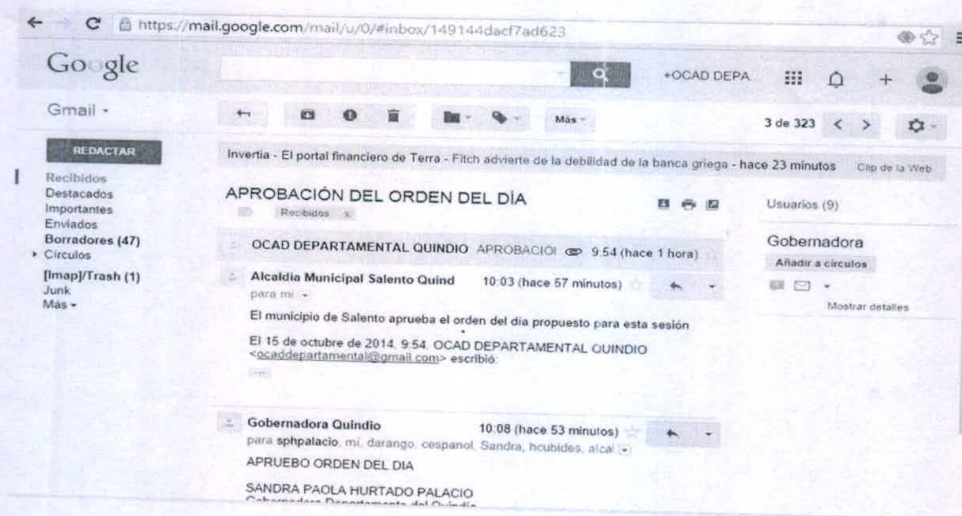 https://mail.google.com/mail/u/0/#inbox/149144dacf7ad623
Google
+OCAD DEPA
Gmail
Más
3 de 323
REDACTAR
Invertia - El portal financiero de Terra - Fitch advierte de la debilidad de la banca griega - hace 23 minutos Clip de la Web
Recibidos
Destacados
Importantes
Enviados
Borradores (47)
Círculos
[Imap]/Trash (1)
Junk
Más
APROBACIÓN DEL ORDEN DEL DÍA
Recibidos x
Usuarios (9)
OCAD DEPARTAMENTAL QUINDIO APROBACIÓI 9:54 (hace 1 hora)
Gobernadora
Añadir a círculos
Mostrar detalles
Alcaldia Municipal Salento Quind 10:03 (hace 57 minutos)
para mí
El municipio de Salento aprueba el orden del día propuesto para esta sesión
El 15 de octubre de 2014, 9:54, OCAD DEPARTAMENTAL QUINDIO
<ocaddepartamental@gmail.com> escribió:
Gobernadora Quindio 10:08 (hace 53 minutos)
para sphpalacio, mí, darango, cespanol, Sandra, hcubides, alcal
APRUEBO ORDEN DEL DIA
SANDRA PAOLA HURTADO PALACIO
Gobernadora Departamento del Quindío